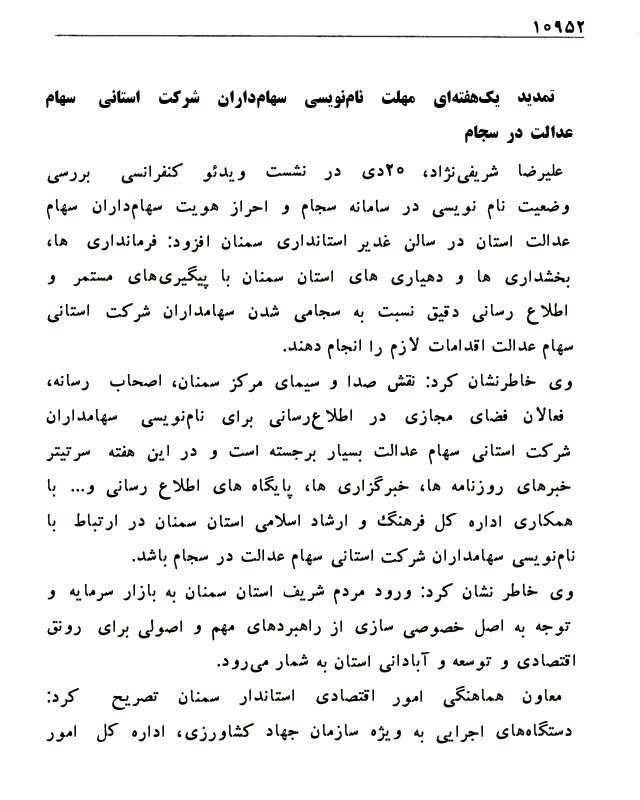 ۱۰۹۵۲
تمدید یک‌هفته‌ای مهلت نام‌نویسی سهام‌داران شرکت استانی سهام
عدالت در سجام
علیرضا شریفی‌نژاد، ۲۰دی در نشست ویدئو کنفرانسی بررسی
وضعیت نام نویسی در سامانه سجام و احراز هویت سهام‌داران سهام
عدالت استان در سالن غدیر استانداری سمنان افزود: فرمانداری ها،
بخشداری ها و دهیاری های استان سمنان با پیگیری‌های مستمر و
اطلاع رسانی دقیق نسبت به سجامی شدن سهامداران شرکت استانی
سهام عدالت اقدامات لازم را انجام دهند.
وی خاطرنشان کرد: نقش صدا و سیمای مرکز سمنان، اصحاب رسانه،
فعالان فضای مجازی در اطلاع‌رسانی برای نام‌نویسی سهامداران
شرکت استانی سهام عدالت بسیار برجسته است و در این هفته سرتیتر
خبرهای روزنامه ها، خبرگزاری ها، پایگاه های اطلاع رسانی و... با
همکاری اداره کل فرهنگ و ارشاد اسلامی استان سمنان در ارتباط با
نام‌نویسی سهامداران شرکت استانی سهام عدالت در سجام باشد.
وی خاطر نشان کرد: ورود مردم شریف استان سمنان به بازار سرمایه و
توجه به اصل خصوصی سازی از راهبردهای مهم و اصولی برای رونق
اقتصادی و توسعه و آبادانی استان به شمار می‌رود.
معاون هماهنگی امور اقتصادی استاندار سمنان تصریح کرد:
دستگاه‌های اجرایی به ویژه سازمان جهاد کشاورزی، اداره کل امور